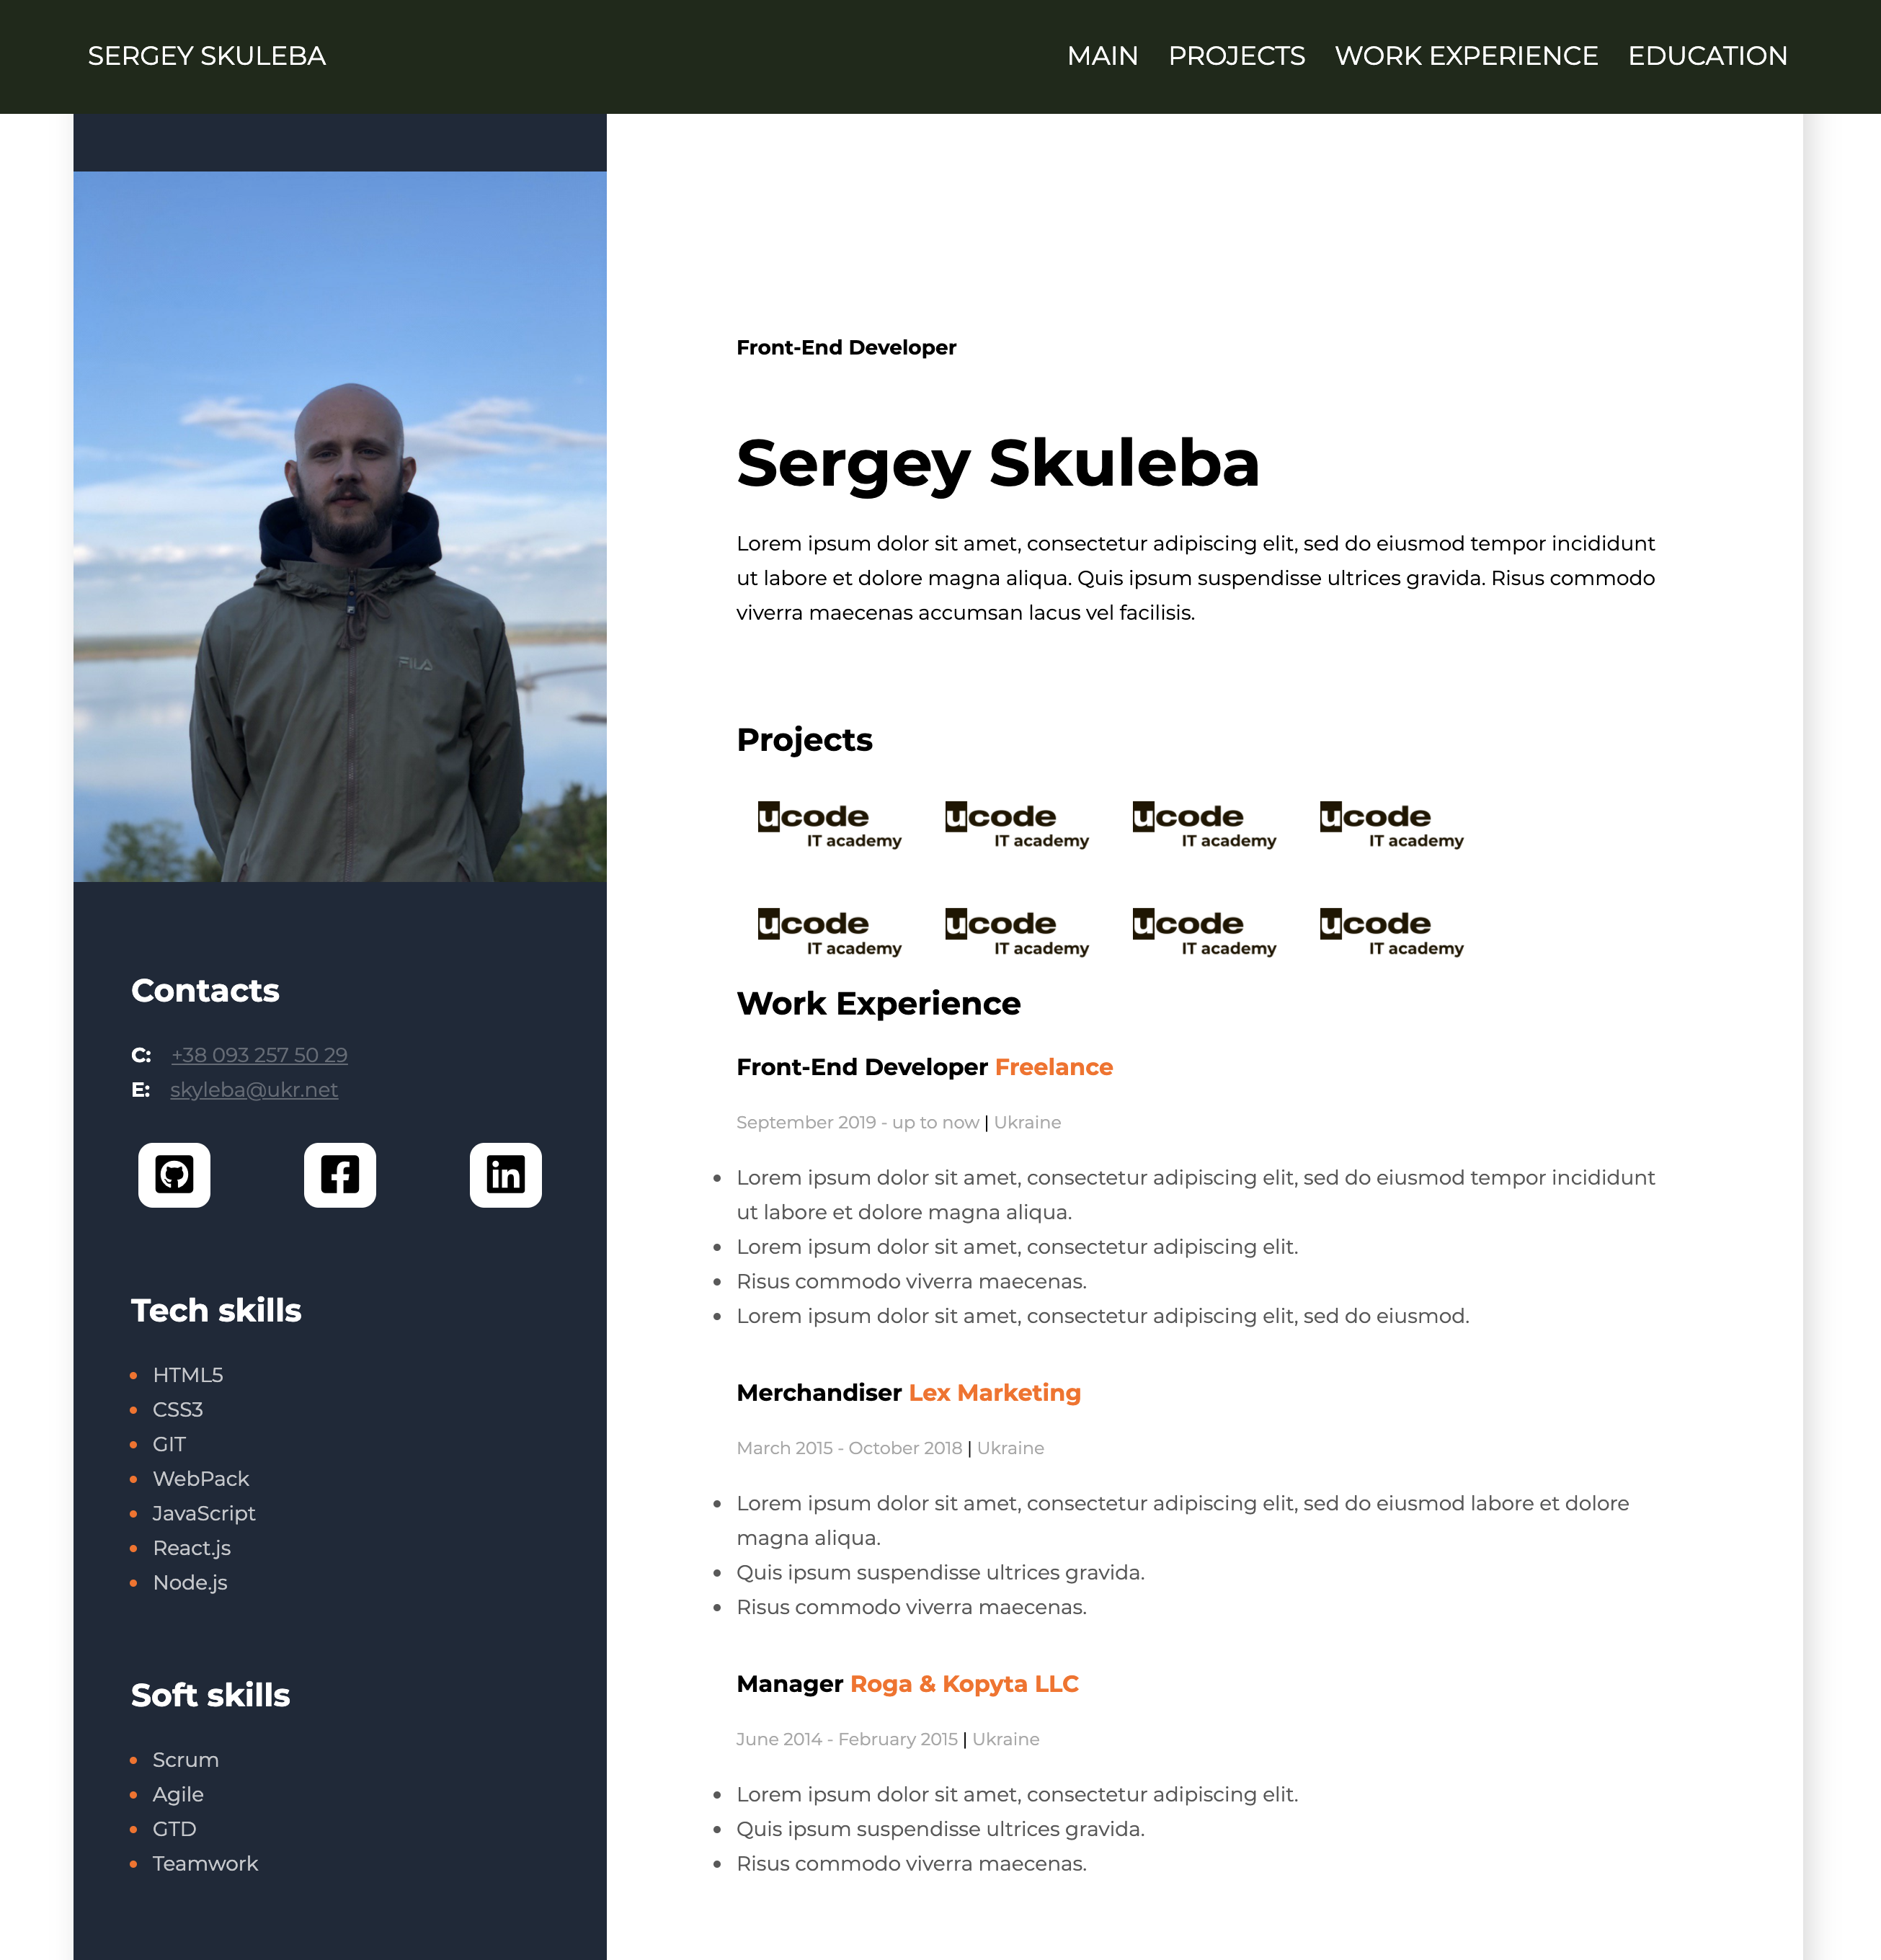 SERGEY SKULEBA
MAIN PROJECTS WORK EXPERIENCE EDUCATION
FILA
Contacts
C: +38 093 257 50 29
E: skyleba@ukr.net
Tech skills
HTML5
CSS3
GIT
WebPack
JavaScript
React.js
Node.js
Soft skills
Scrum
Agile
GTD
Teamwork
Front-End Developer
Sergey Skuleba
Lorem ipsum dolor sit amet, consectetur adipiscing elit, sed do eiusmod tempor incididunt
ut labore et dolore magna aliqua. Quis ipsum suspendisse ultrices gravida. Risus commodo
viverra maecenas accumsan lacus vel facilisis.
Projects
ucode ucode ucode ucode
IT academy IT academy IT academy IT academy
ucode ucode ucode ucode
IT academy IT academy IT academy IT academy
Work Experience
Front-End Developer Freelance
September 2019 - up to now | Ukraine
Lorem ipsum dolor sit amet, consectetur adipiscing elit, sed do eiusmod tempor incididunt
ut labore et dolore magna aliqua.
Lorem ipsum dolor sit amet, consectetur adipiscing elit.
Risus commodo viverra maecenas.
Lorem ipsum dolor sit amet, consectetur adipiscing elit, sed do eiusmod.
Merchandiser Lex Marketing
March 2015 - October 2018 | Ukraine
Lorem ipsum dolor sit amet, consectetur adipiscing elit, sed do eiusmod labore et dolore
magna aliqua.
Quis ipsum suspendisse ultrices gravida.
Risus commodo viverra maecenas.
Manager Roga & Kopyta LLC
June 2014 - February 2015 | Ukraine
Lorem ipsum dolor sit amet, consectetur adipiscing elit.
Quis ipsum suspendisse ultrices gravida.
Risus commodo viverra maecenas.